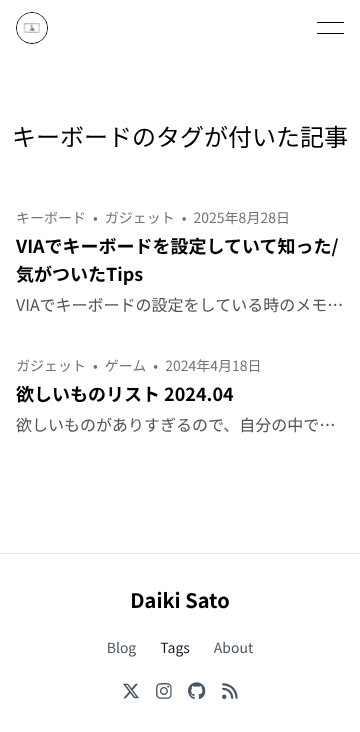 キーボードのタグが付いた記事
キーボード • ガジェット • 2025年8月28日
VIAでキーボードを設定していて知った/
気がついたTips
VIAでキーボードの設定をしている時のメモ…
ガジェット • ゲーム • 2024年4月18日
欲しいものリスト 2024.04
欲しいものがありすぎるので、自分の中で…
Daiki Sato
Blog Tags About